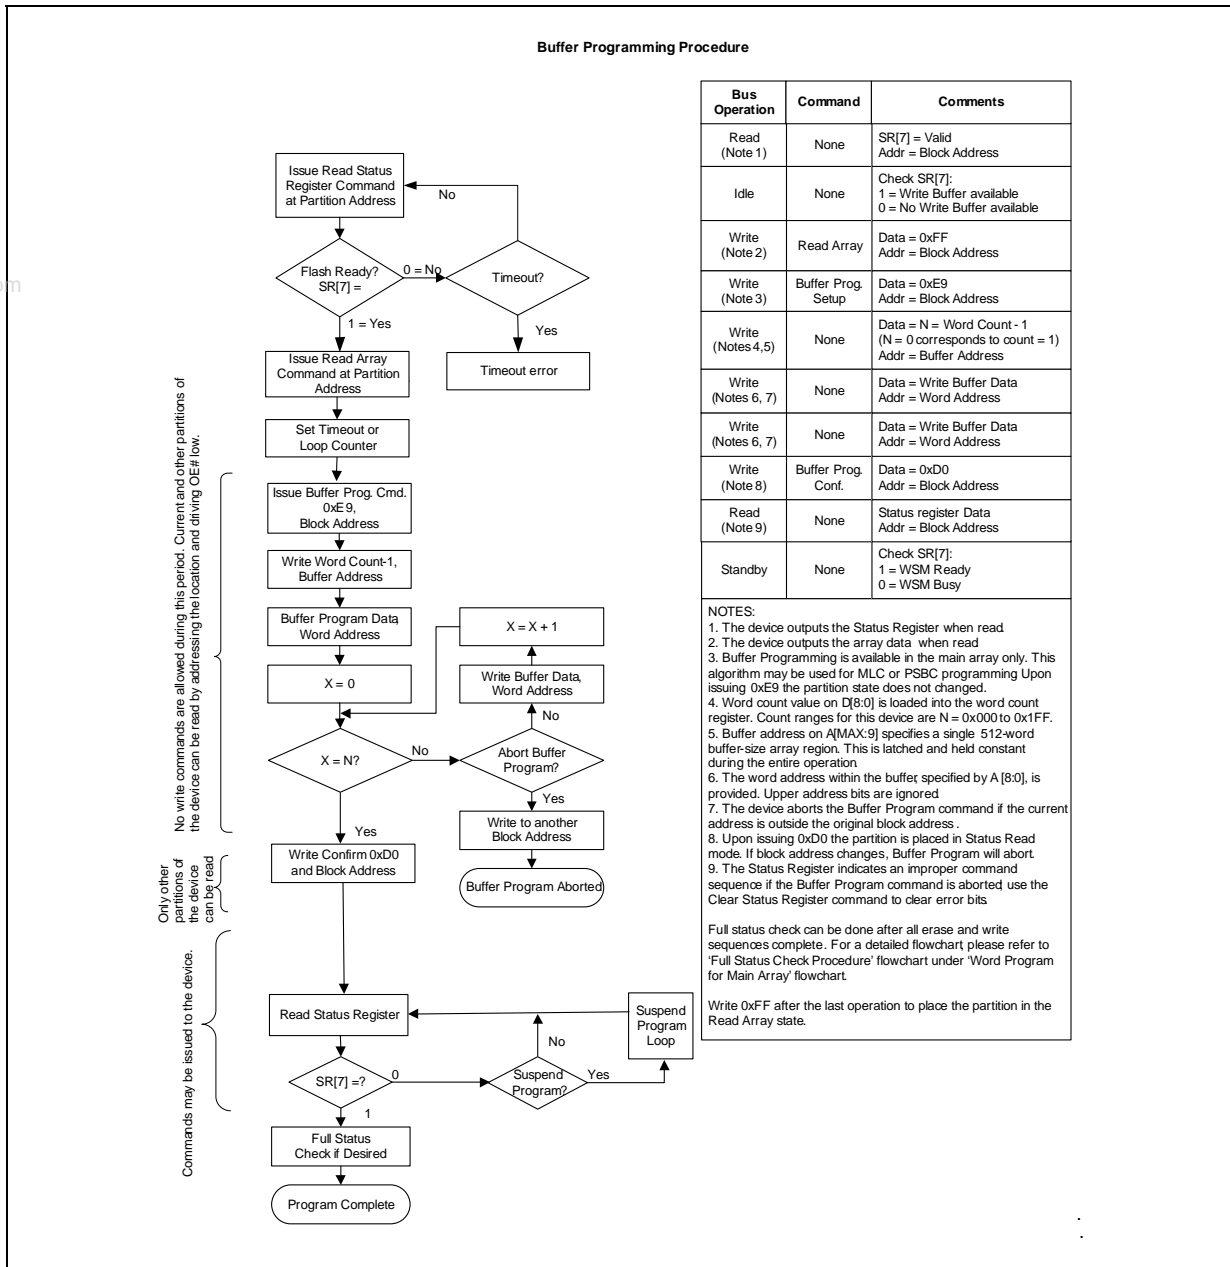 Buffer Programming Procedure
Issue Read Status
Register Command
at Partition Address
No
Flash Ready?
SR[7] =
0 = No
Timeout?
1 = Yes
Yes
Issue Read Array
Command at Partition
Address
Timeout error
Set Timeout or
Loop Counter
Issue Buffer Prog. Cmd.
0xE9,
Block Address
Write Word Count-1,
Buffer Address
Buffer Program Data,
Word Address
X = X + 1
X = 0
Write Buffer Data,
Word Address
No
X = N?
No
Abort Buffer
Program?
Yes
Yes
Write to another
Block Address
Write Confirm 0xD0
and Block Address
Buffer Program Aborted
Read Status Register
Suspend
Program
Loop
No
SR[7] =?
0
Suspend
Program?
Yes
1
Full Status
Check if Desired
Program Complete
No write commands are allowed during this period. Current and other partitions of
the device can be read by addressing the location and driving OE# low.
Only other
partitions of
the device
can be read
Commands may be issued to the device.
om
Bus
Operation
Command
Comments
Read
(Note 1)
None
SR[7] = Valid
Addr = Block Address
Idle
None
Check SR[7]:
1 = Write Buffer available
0 = No Write Buffer available
Write
(Note 2)
Read Array
Data = 0xFF
Addr = Block Address
Write
(Note 3)
Buffer Prog.
Setup
Data = 0xE9
Addr = Block Address
Write
(Notes 4,5)
None
Data = N = Word Count - 1
(N = 0 corresponds to count = 1)
Addr = Buffer Address
Write
(Notes 6, 7)
None
Data = Write Buffer Data
Addr = Word Address
Write
(Notes 6, 7)
None
Data = Write Buffer Data
Addr = Word Address
Write
(Note 8)
Buffer Prog.
Conf.
Data = 0xD0
Addr = Block Address
Read
(Note 9)
None
Status register Data
Addr = Block Address
Standby
None
Check SR[7]:
1 = WSM Ready
0 = WSM Busy
NOTES:
1. The device outputs the Status Register when read.
2. The device outputs the array data when read
3. Buffer Programming is available in the main array only. This
algorithm may be used for MLC or PSBC programming Upon
issuing 0xE9 the partition state does not changed.
4. Word count value on D[8:0] is loaded into the word count
register. Count ranges for this device are N = 0x000 to 0x1FF.
5. Buffer address on A[MAX:9] specifies a single 512-word
buffer-size array region. This is latched and held constant
during the entire operation.
6. The word address within the buffer, specified by A [8:0], is
provided. Upper address bits are ignored.
7. The device aborts the Buffer Program command if the current
address is outside the original block address .
8. Upon issuing 0xD0 the partition is placed in Status Read
mode. If block address changes, Buffer Program will abort.
9. The Status Register indicates an improper command
sequence if the Buffer Program command is aborted; use the
Clear Status Register command to clear error bits.
Full status check can be done after all erase and write
sequences complete. For a detailed flowchart, please refer to
‘Full Status Check Procedure’ flowchart under ‘Word Program
for Main Array’ flowchart.
Write 0xFF after the last operation to place the partition in the
Read Array state.